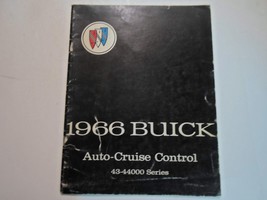 1966 BUICK
Auto-Cruise Control
43-44000 Series